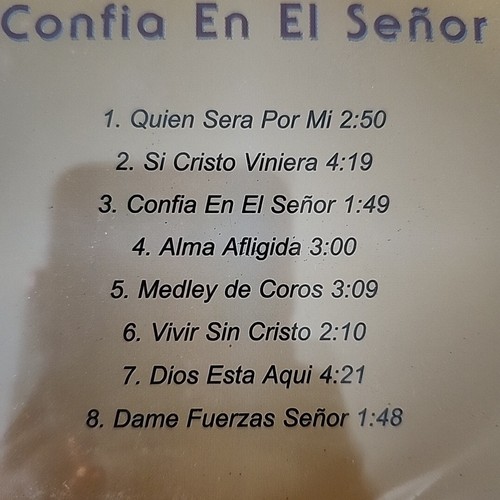 Confia En El Señor
1. Quien Sera Por Mi 2:50
2. Si Cristo Viniera 4:19
3. Confia En El Señor 1:49
4. Alma Afligida 3:00
5. Medley de Coros 3:09
6. Vivir Sin Cristo 2:10
7. Dios Esta Aqui 4:21
8. Dame Fuerzas Señor 1:48